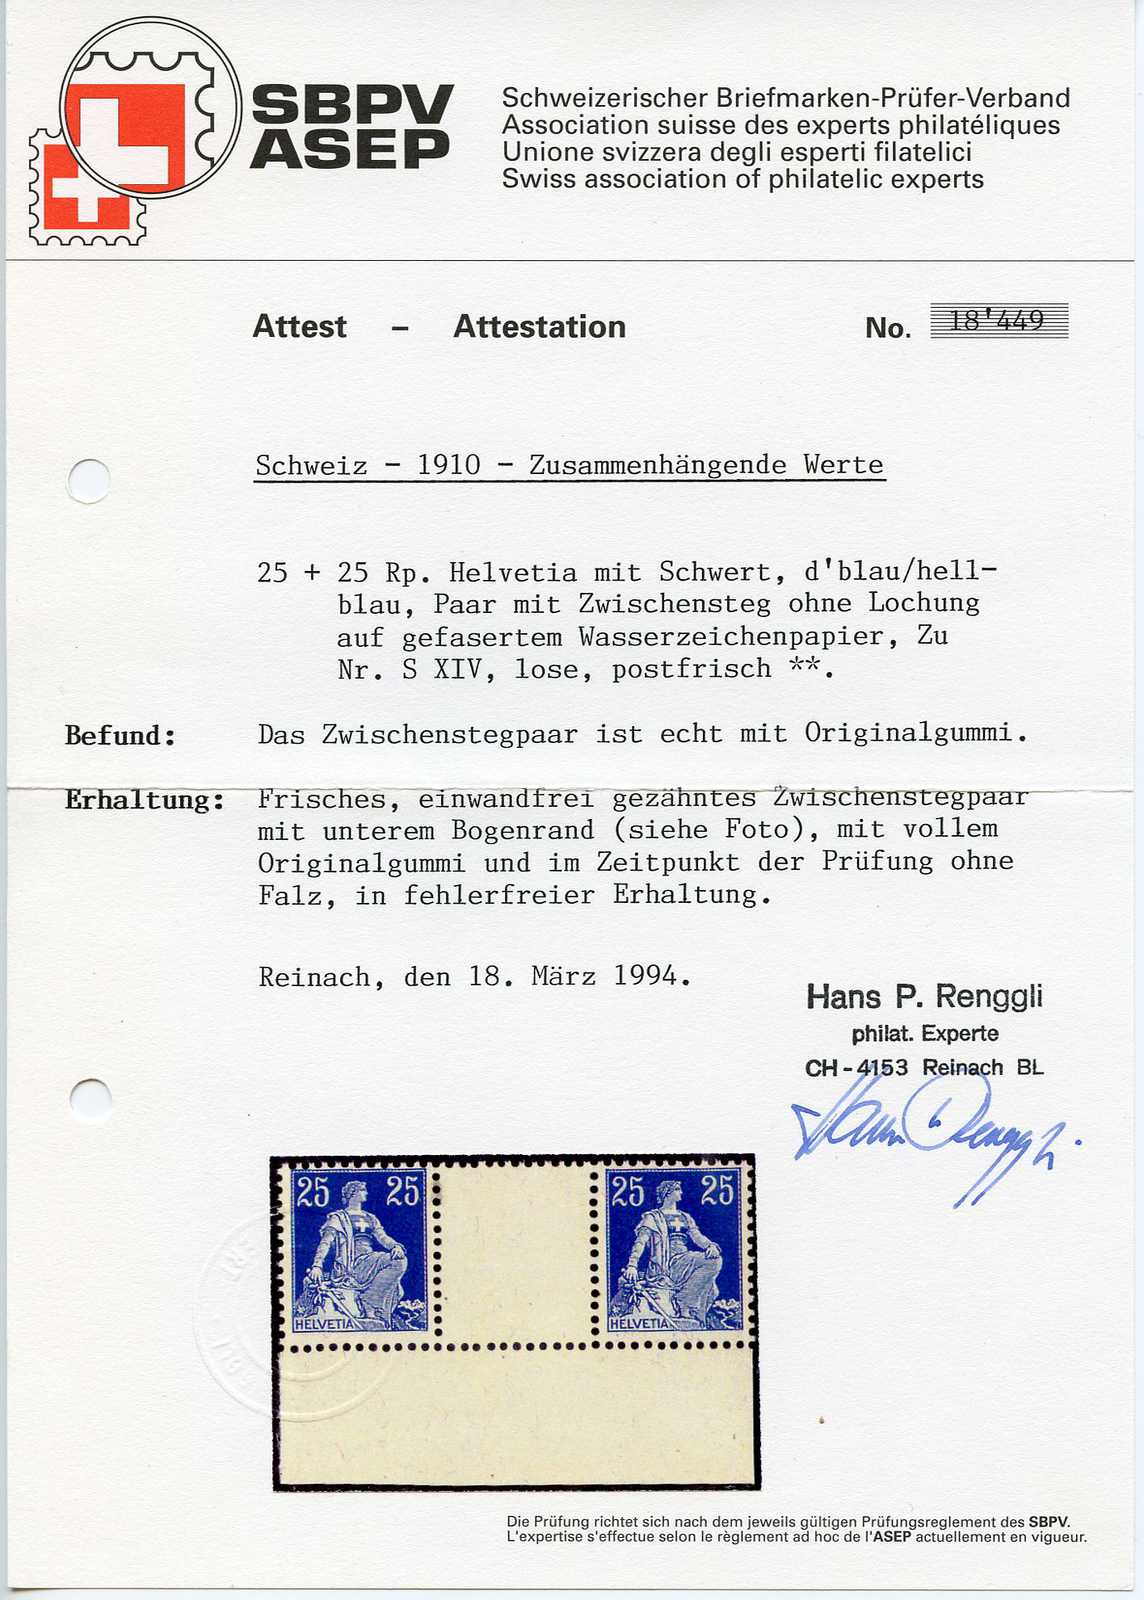 SBPV
ASEP
Schweizerischer Briefmarken-Prüfer-Verband
Association suisse des experts philatéliques
Unione svizzera degli esperti filatelici
Swiss association of philatelic experts
Attest – Attestation
No. 18'449
Schweiz - 1910 - Zusammenhängende Werte
25 + 25 Rp. Helvetia mit Schwert, d'blau/hell-
blau, Paar mit Zwischensteg ohne Lochung
auf gefasertem Wasserzeichenpapier, Zu
Nr. S XIV, lose, postfrisch **.
Befund: Das Zwischenstegpaar ist echt mit Originalgummi.
Erhaltung: Frisches, einwandfrei gezähntes Zwischenstegpaar
mit unterem Bogenrand (siehe Foto), mit vollem
Originalgummi und im Zeitpunkt der Prüfung ohne
Falz, in fehlerfreier Erhaltung.
Reinach, den 18. März 1994.
Hans P. Renggli
philat. Experte
CH-4153 Reinach BL
Hans Renggli
25 25
HELVETIA
25 25
HELVETIA
Die Prüfung richtet sich nach dem jeweils gültigen Prüfungsreglement des SBPV.
L'expertise s'effectue selon le règlement ad hoc de l'ASEP actuellement en vigueur.